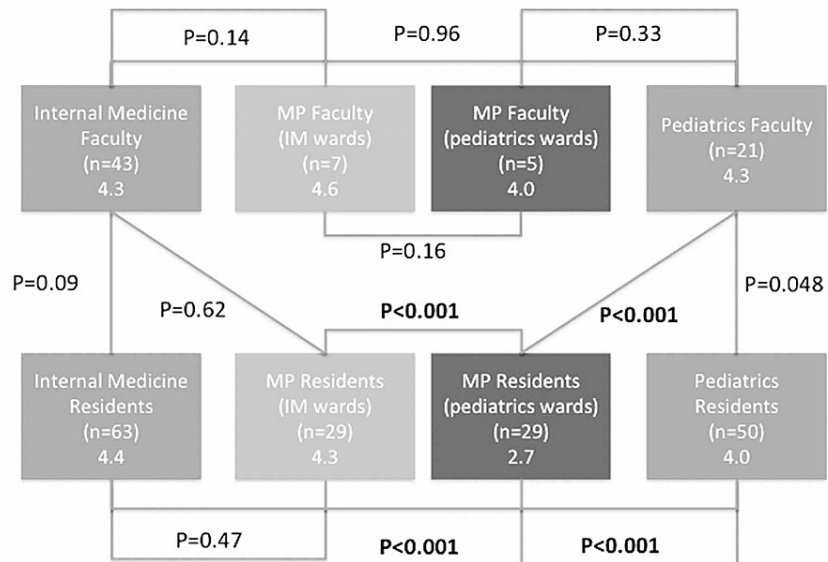 P=0.14
P=0.96
P=0.33
Internal Medicine
Faculty
(n=43)
4.3
MP Faculty
(IM wards)
(n=7)
4.6
MP Faculty
(pediatrics wards)
(n=5)
4.0
Pediatrics Faculty
(n=21)
4.3
P=0.16
P=0.09
P=0.62
P<0.001
P<0.001
P=0.048
Internal Medicine
Residents
(n=63)
4.4
MP Residents
(IM wards)
(n=29)
4.3
MP Residents
(pediatrics wards)
(n=29)
2.7
Pediatrics
Residents
(n=50)
4.0
P=0.47
P<0.001
P<0.001